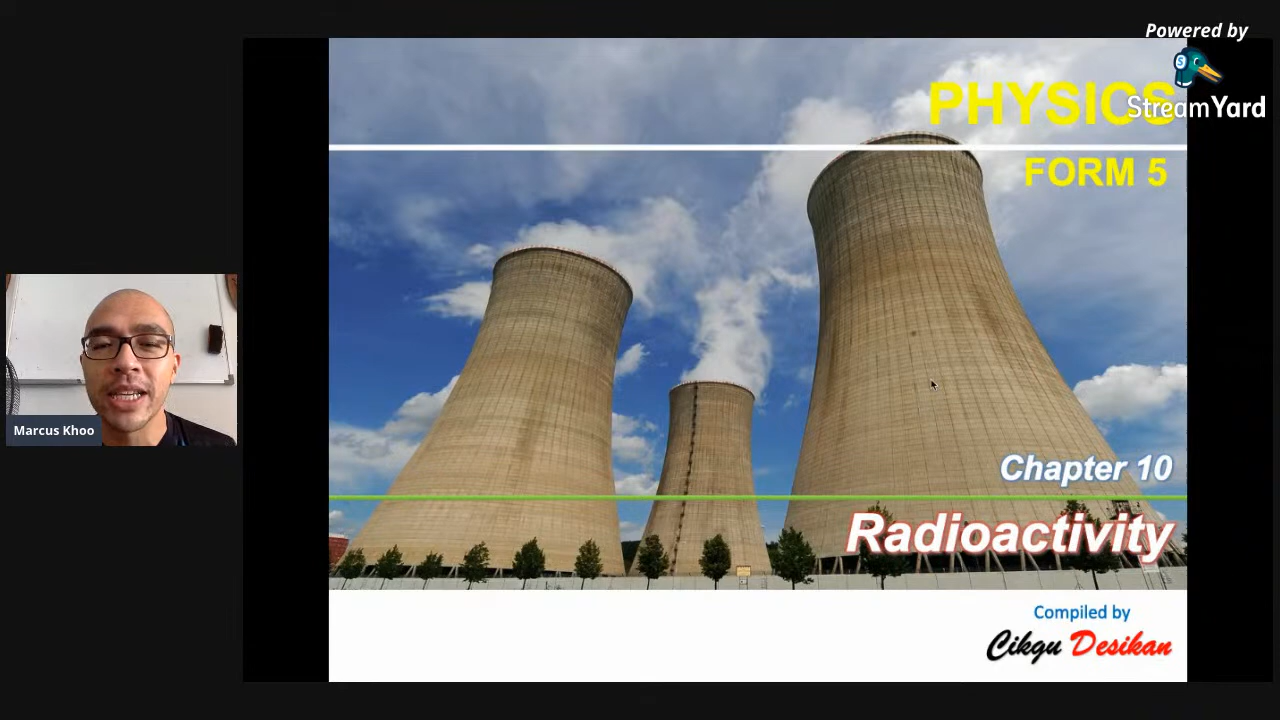 Powered by
StreamYard
PHYSICS
FORM 5
Marcus Khoo
Chapter 10
Radioactivity
Compiled by
Cikgu Desikan